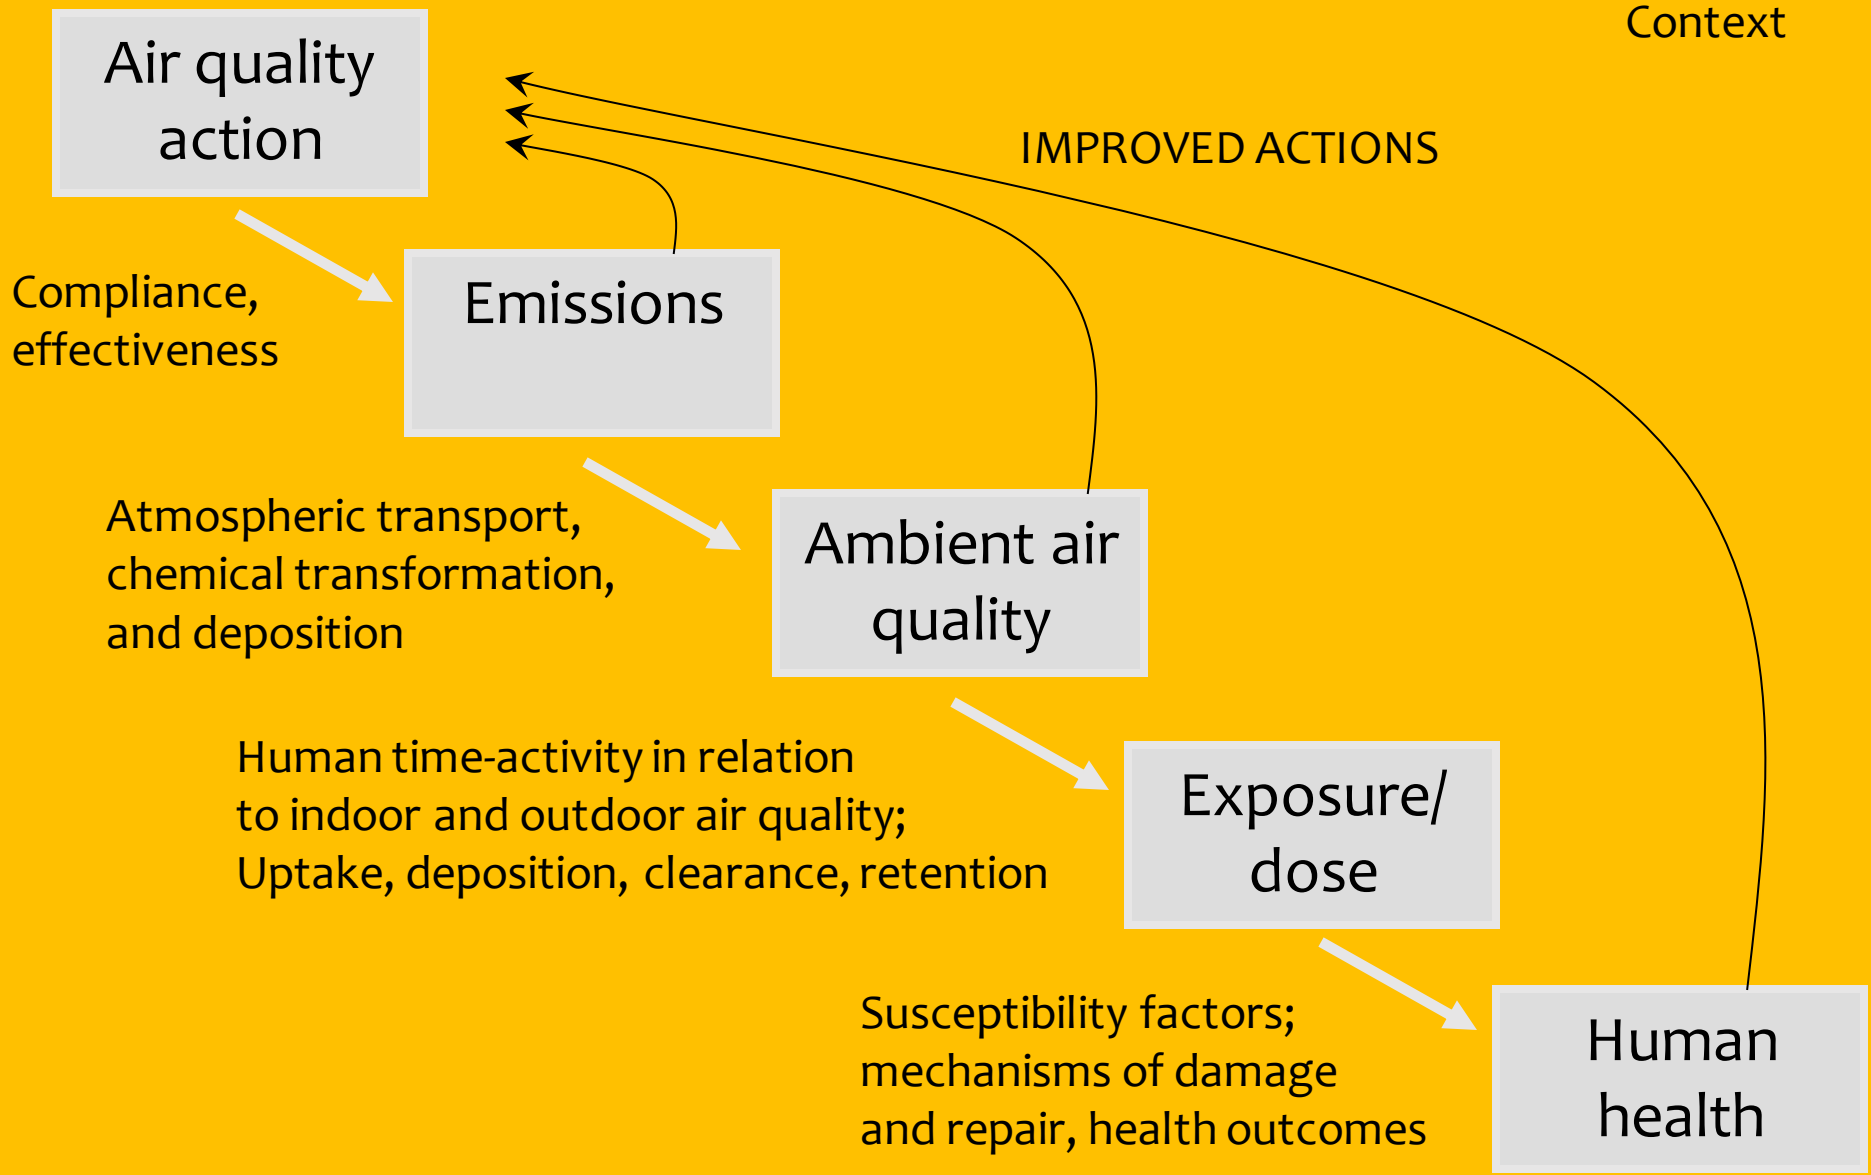 Context
Air quality
action
IMPROVED ACTIONS
Compliance,
effectiveness
Emissions
Atmospheric transport,
chemical transformation,
and deposition
Ambient air
quality
Human time-activity in relation
to indoor and outdoor air quality;
Uptake, deposition, clearance, retention
Exposure/
dose
Susceptibility factors;
mechanisms of damage
and repair, health outcomes
Human
health